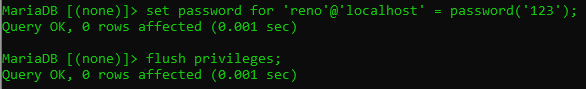 MariaDB [(none)]> set password for 'reno'@'localhost' = password('123');
Query OK, 0 rows affected (0.001 sec)
MariaDB [(none)]> flush privileges;
Query OK, 0 rows affected (0.001 sec)